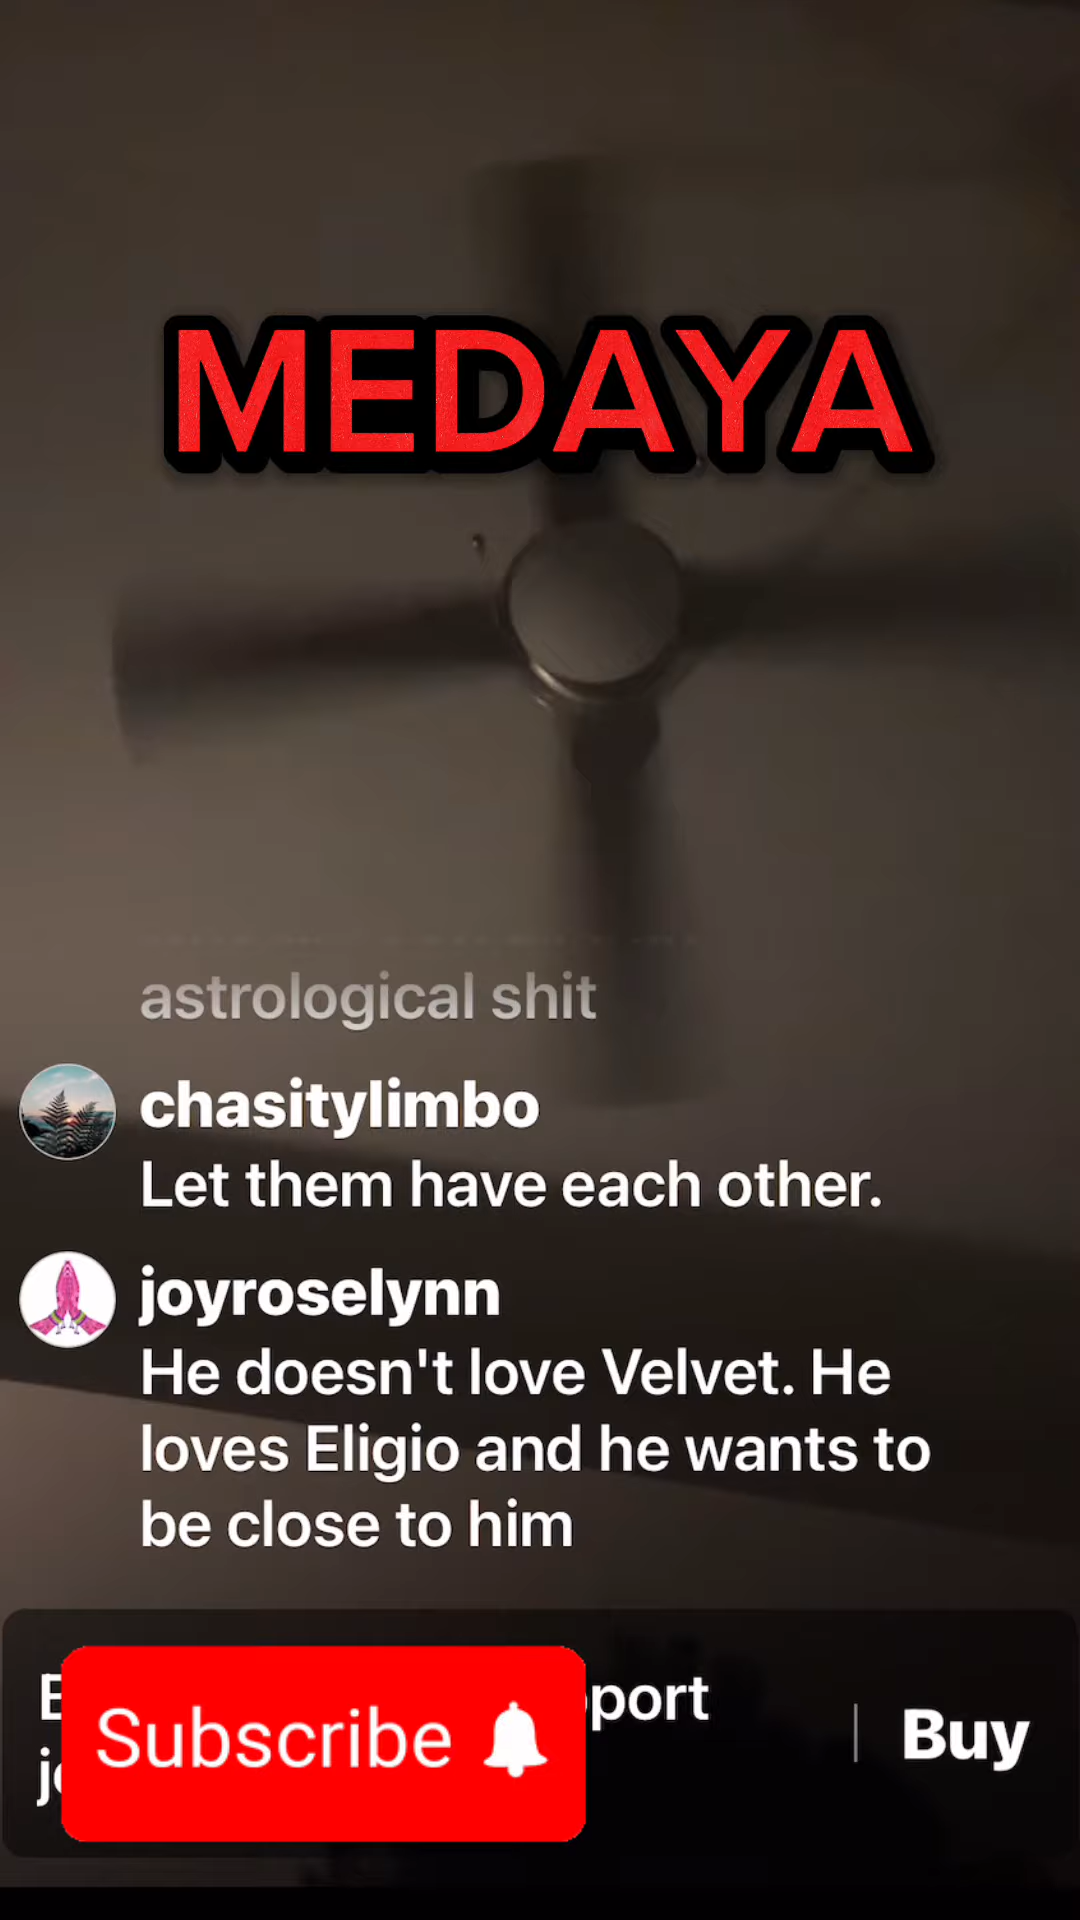 MEDAYA
astrological shit
chasitylimbo
Let them have each other.
joyroselynn
He doesn't love Velvet. He
loves Eligio and he wants to
be close to him
Subscribe
Buy